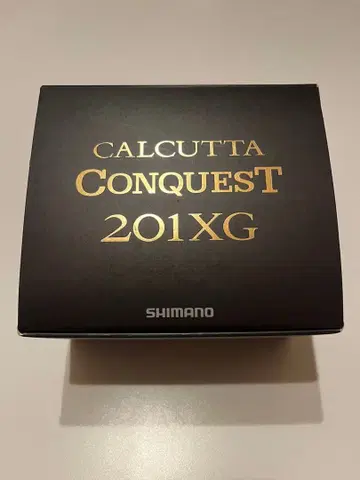 CALCUTTA
CONQUEST
201XG
SHIMANO